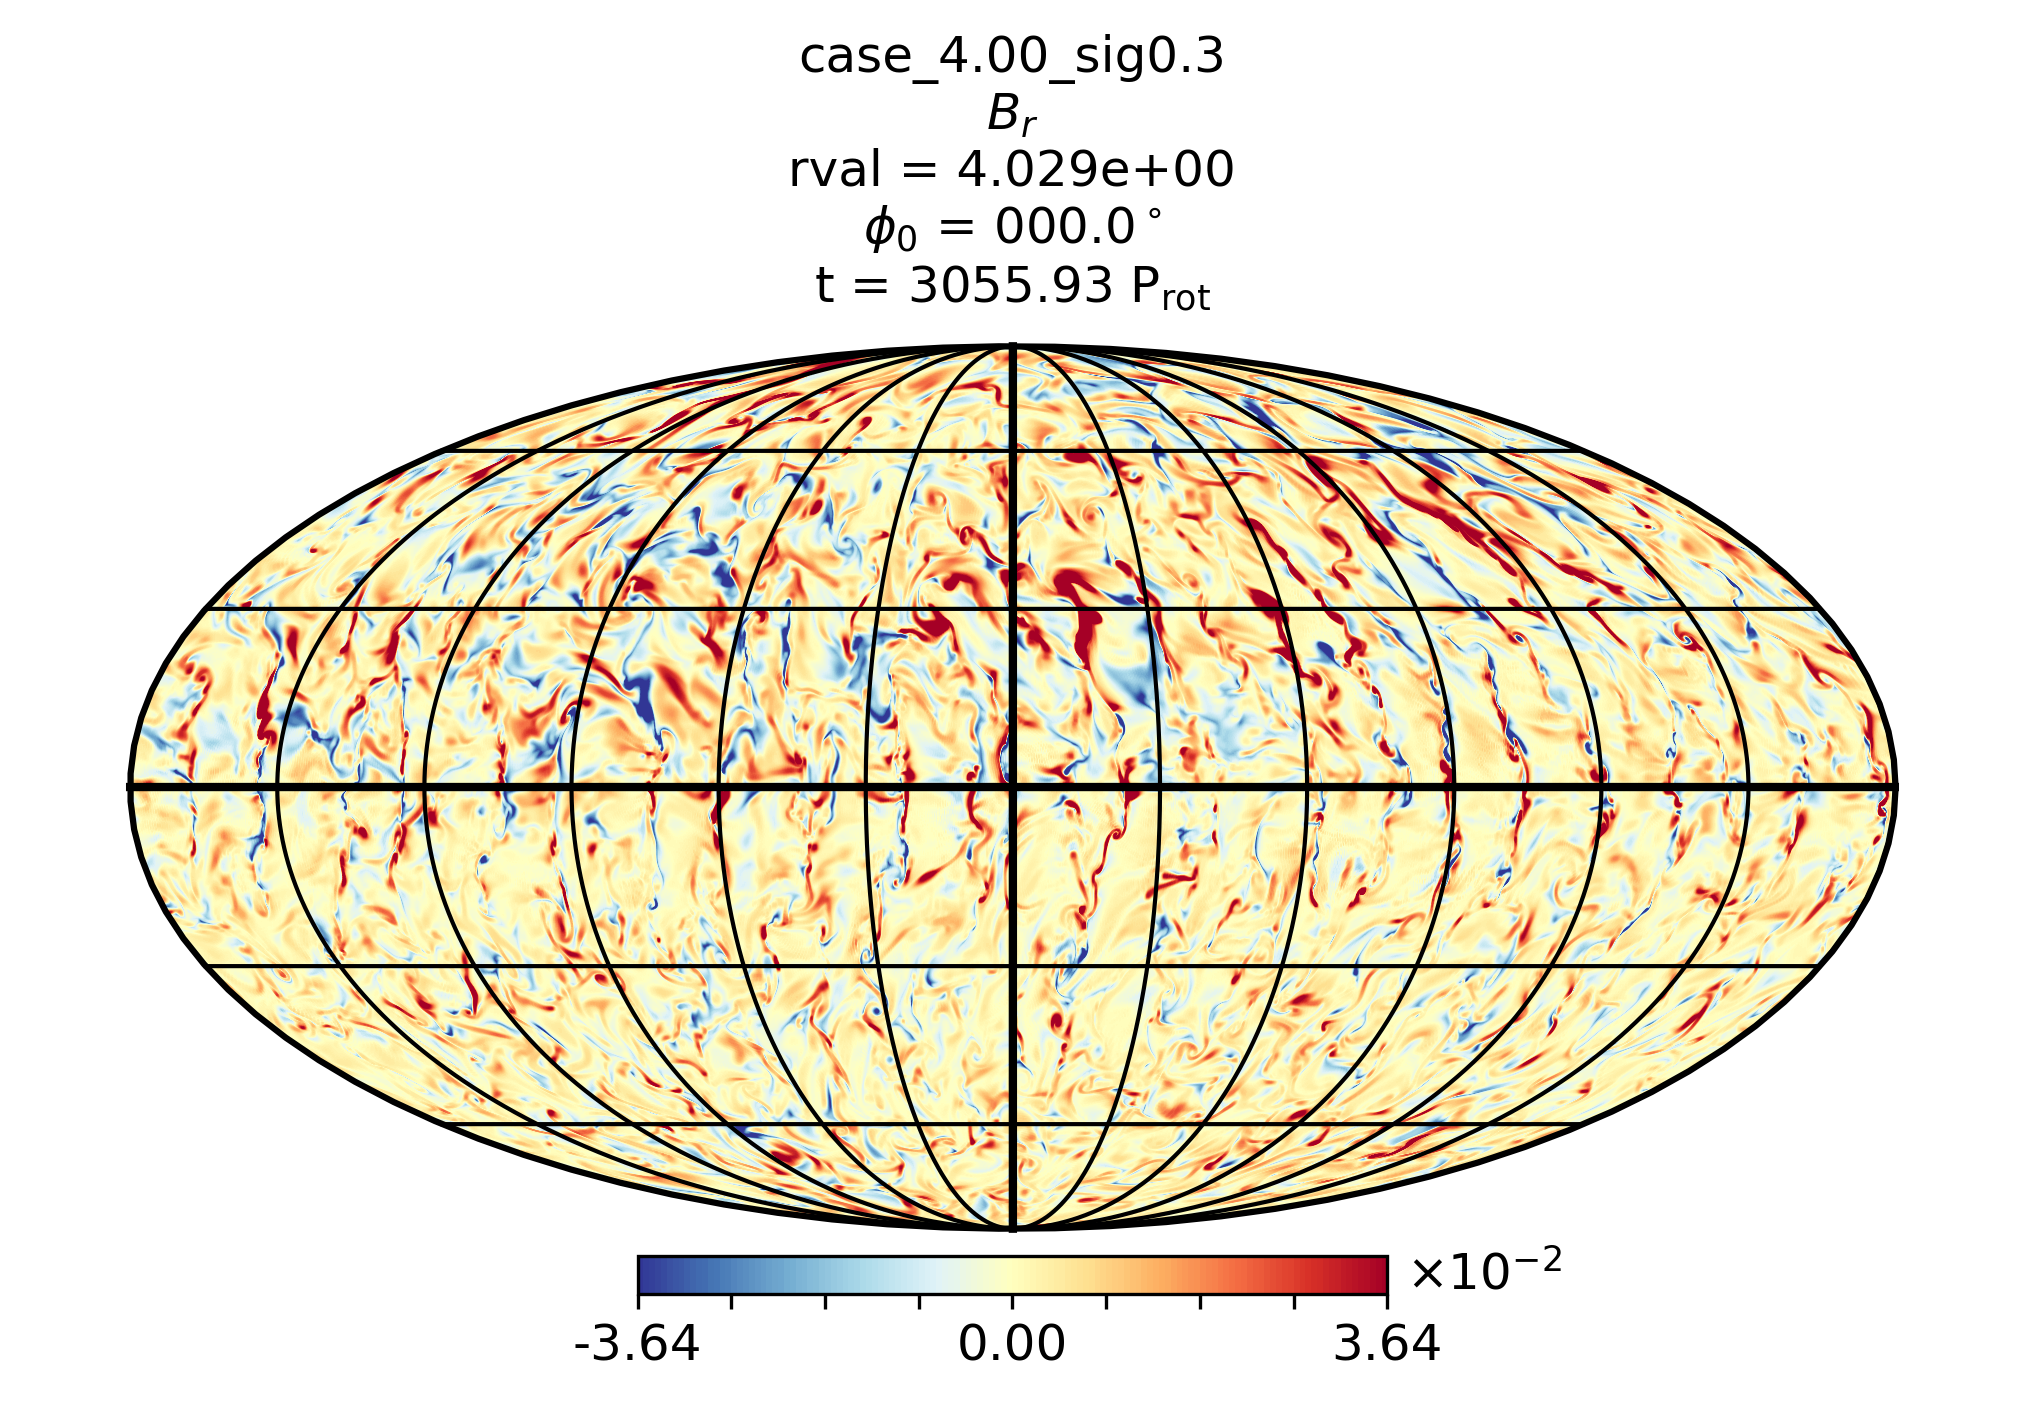 case_4.00_sig0.3
B_r
rval = 4.029e+00
ϕ_0 = 000.0°
t = 3055.93 P_rot
×10^−2
-3.64 0.00 3.64